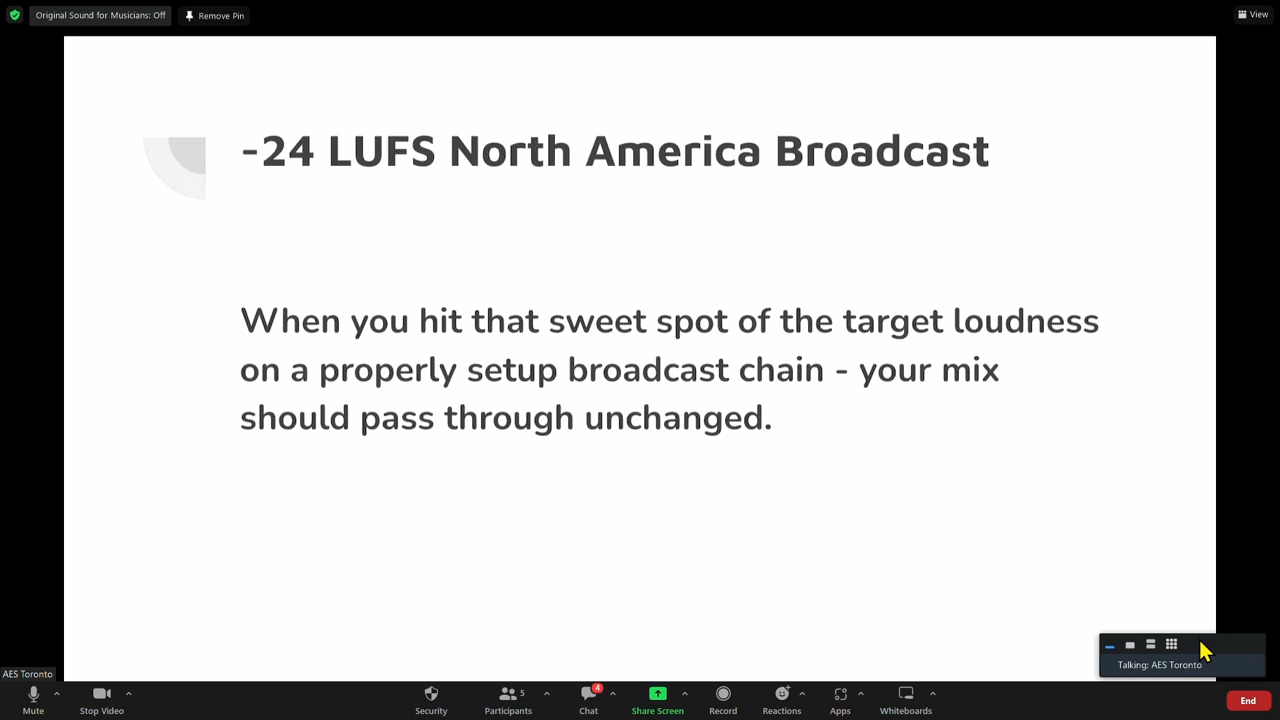 Original Sound for Musicians: Off
Remove Pin
View
-24 LUFS North America Broadcast
When you hit that sweet spot of the target loudness
on a properly setup broadcast chain - your mix
should pass through unchanged.
Talking: AES Toronto
AES Toronto
Mute
Stop Video
Security
Participants
5
Chat
4
Share Screen
Record
Reactions
Apps
Whiteboards
End